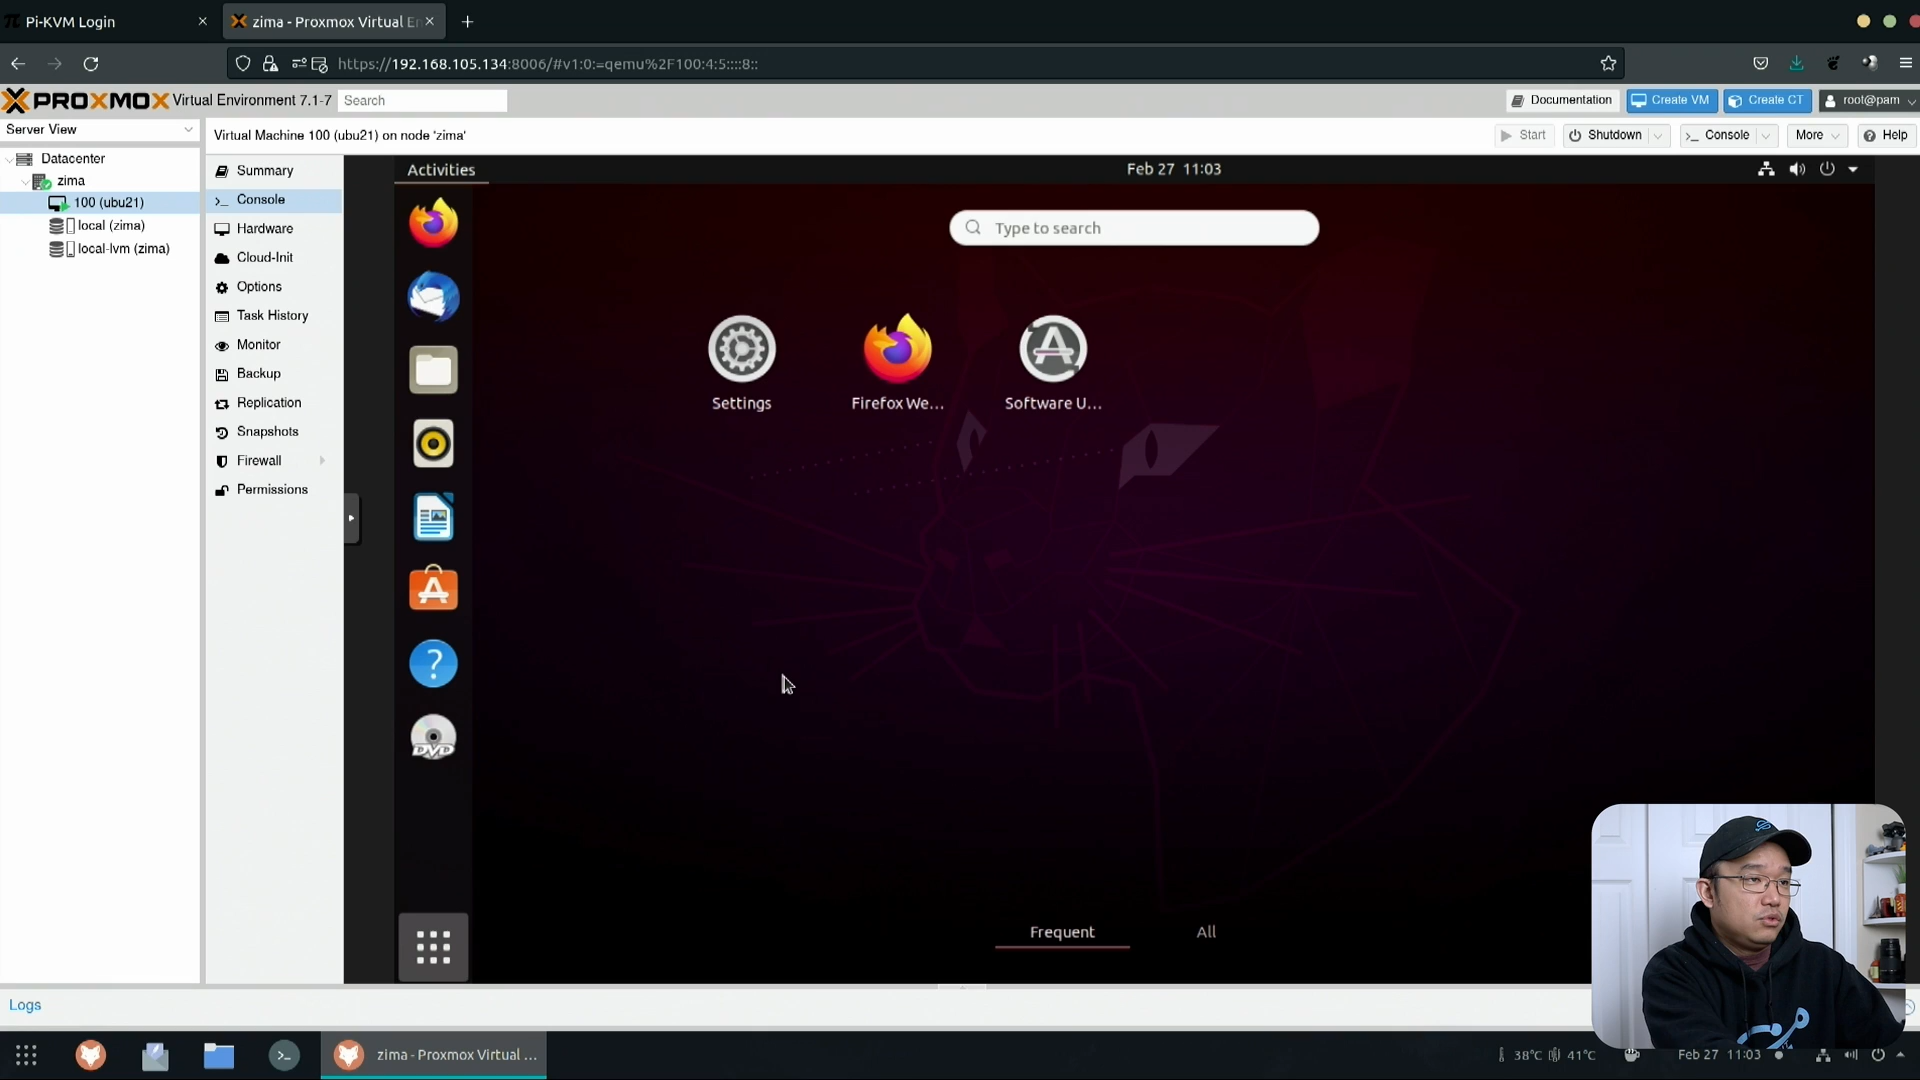 Pi-KVM Login
zima - Proxmox Virtual En
https://192.168.105.134:8006/#v1:0:=qemu%2F100:4:5::::8::
PROXMOX Virtual Environment 7.1-7
Search
Documentation
Create VM
Create CT
root@pam
Server View
Virtual Machine 100 (ubu21) on node 'zima'
Start
Shutdown
Console
More
Help
Datacenter
zima
100 (ubu21)
local (zima)
local-lvm (zima)
Summary
Console
Hardware
Cloud-Init
Options
Task History
Monitor
Backup
Replication
Snapshots
Firewall
Permissions
Activities
Feb 27 11:03
Type to search
Settings
Firefox We...
Software U...
DVD
Frequent
All
Logs
zima - Proxmox Virtual ...
38°C
41°C
Feb 27 11:03